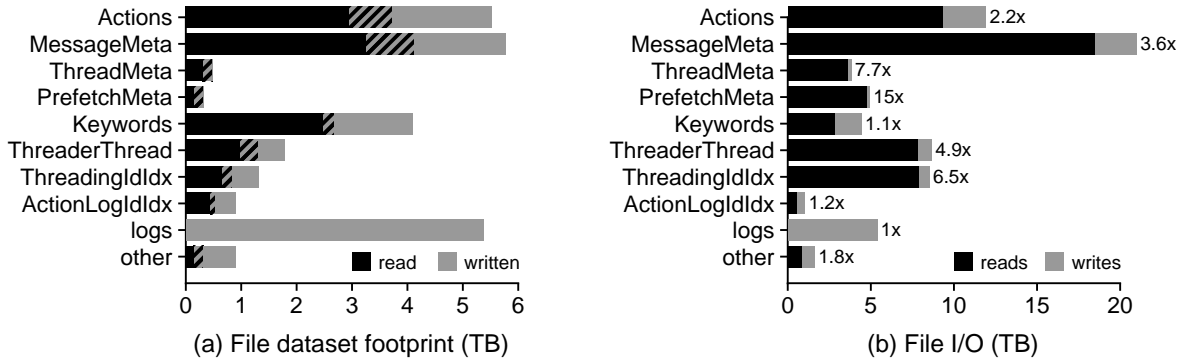 Actions
MessageMeta
ThreadMeta
PrefetchMeta
Keywords
ThreaderThread
ThreadingIdIdx
ActionLogIdIdx
logs
other
read written
0 1 2 3 4 5 6
(a) File dataset footprint (TB)
Actions 2.2x
MessageMeta 3.6x
ThreadMeta 7.7x
PrefetchMeta 15x
Keywords 1.1x
ThreaderThread 4.9x
ThreadingIdIdx 6.5x
ActionLogIdIdx 1.2x
logs 1x
other 1.8x
reads writes
0 5 10 15 20
(b) File I/O (TB)